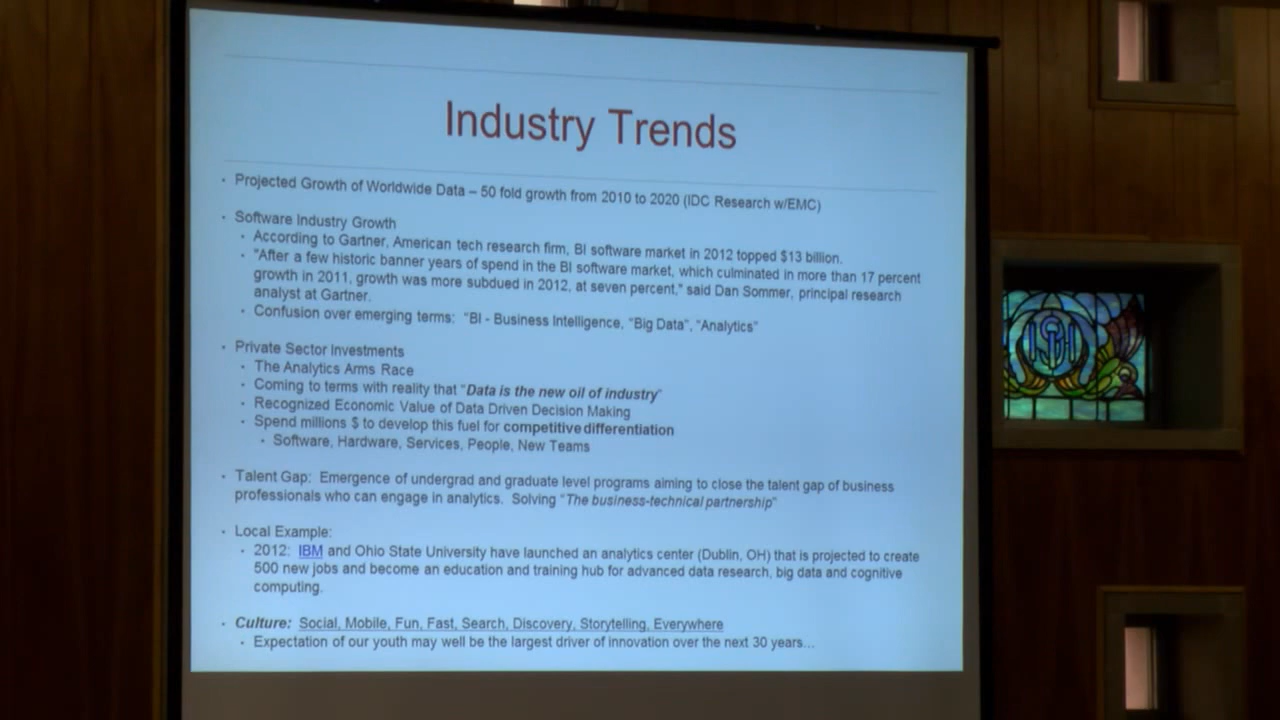 Industry Trends
Projected Growth of Worldwide Data – 50 fold growth from 2010 to 2020 (IDC Research w/EMC)
Software Industry Growth
According to Gartner, American tech research firm, BI software market in 2012 topped $13 billion.
"After a few historic banner years of spend in the BI software market, which culminated in more than 17 percent
growth in 2011, growth was more subdued in 2012, at seven percent," said Dan Sommer, principal research
analyst at Gartner.
Confusion over emerging terms: "BI - Business Intelligence, "Big Data", "Analytics"
Private Sector Investments
The Analytics Arms Race
Coming to terms with reality that "Data is the new oil of industry"
Recognized Economic Value of Data Driven Decision Making
Spend millions $ to develop this fuel for competitive differentiation
Software, Hardware, Services, People, New Teams
Talent Gap: Emergence of undergrad and graduate level programs aiming to close the talent gap of business
professionals who can engage in analytics. Solving "The business-technical partnership"
Local Example:
2012: IBM and Ohio State University have launched an analytics center (Dublin, OH) that is projected to create
500 new jobs and become an education and training hub for advanced data research, big data and cognitive
computing.
Culture: Social, Mobile, Fun, Fast, Search, Discovery, Storytelling, Everywhere
Expectation of our youth may well be the largest driver of innovation over the next 30 years...